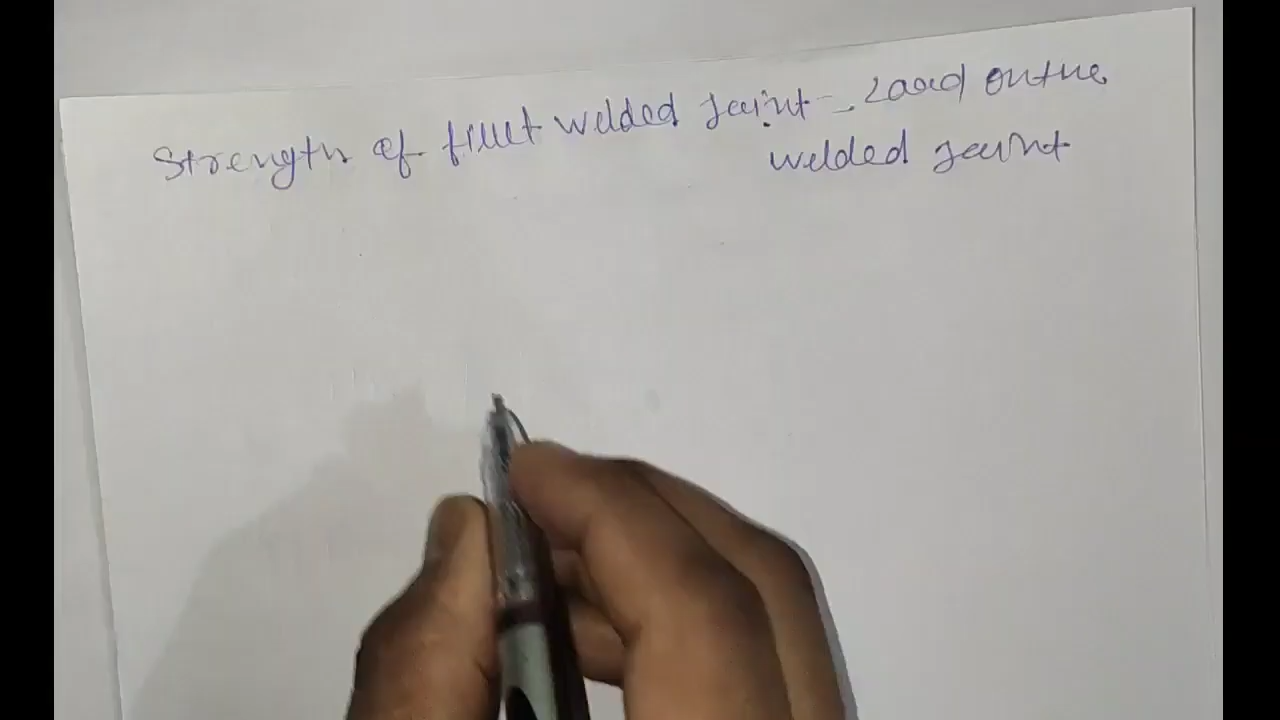 Strength of fillet welded joint - Load on the
welded joint